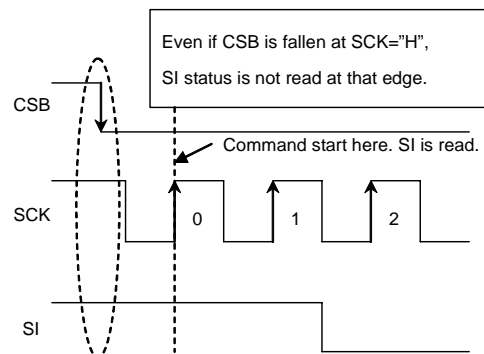 Even if CSB is fallen at SCK=”H”,
SI status is not read at that edge.
CSB
Command start here. SI is read.
SCK
0
1
2
SI